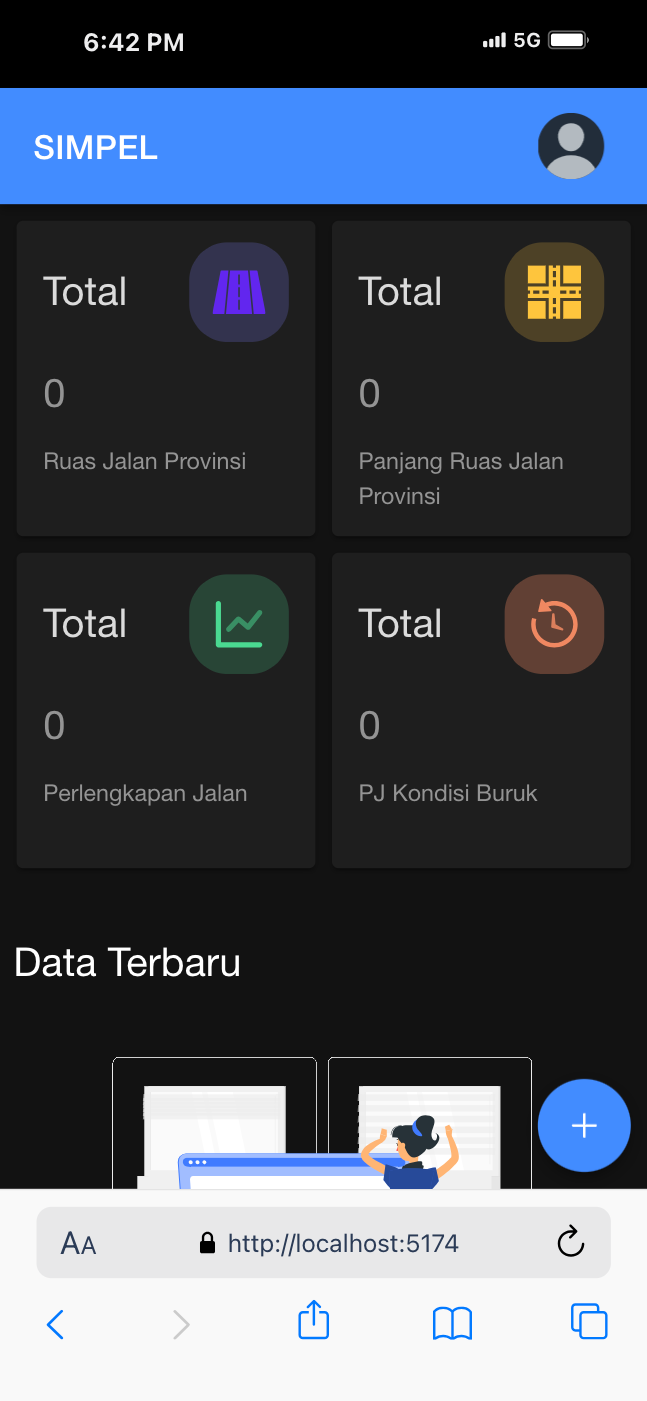 6:42 PM
5G
SIMPEL
Total
0
Ruas Jalan Provinsi
Total
0
Panjang Ruas Jalan
Provinsi
Total
0
Perlengkapan Jalan
Total
0
PJ Kondisi Buruk
Data Terbaru
+
AA
http://localhost:5174